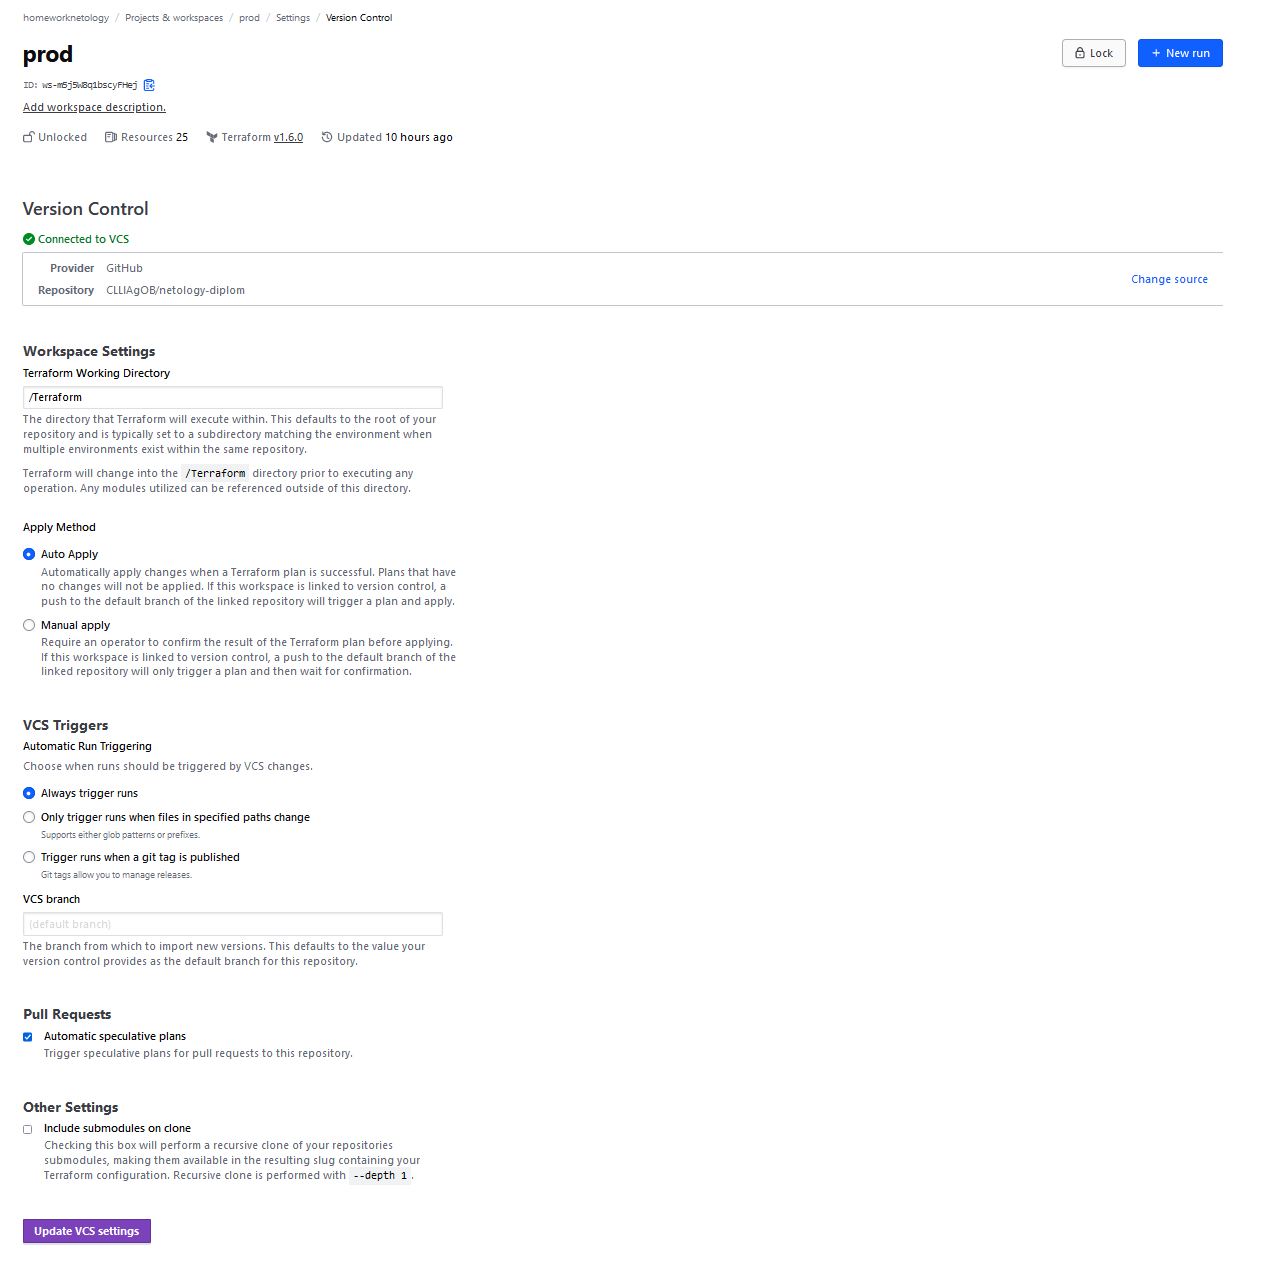 homeworknetology / Projects & workspaces / prod / Settings / Version Control
prod
Lock
+ New run
ID: ws-m5j5W8q1bscyFHej
Add workspace description.
Unlocked Resources 25 Terraform v1.6.0 Updated 10 hours ago
Version Control
Connected to VCS
Provider GitHub
Repository CLLIAgOB/netology-diplom
Change source
Workspace Settings
Terraform Working Directory
/Terraform
The directory that Terraform will execute within. This defaults to the root of your
repository and is typically set to a subdirectory matching the environment when
multiple environments exist within the same repository.
Terraform will change into the /Terraform directory prior to executing any
operation. Any modules utilized can be referenced outside of this directory.
Apply Method
Auto Apply
Automatically apply changes when a Terraform plan is successful. Plans that have
no changes will not be applied. If this workspace is linked to version control, a
push to the default branch of the linked repository will trigger a plan and apply.
Manual apply
Require an operator to confirm the result of the Terraform plan before applying.
If this workspace is linked to version control, a push to the default branch of the
linked repository will only trigger a plan and then wait for confirmation.
VCS Triggers
Automatic Run Triggering
Choose when runs should be triggered by VCS changes.
Always trigger runs
Only trigger runs when files in specified paths change
Supports either glob patterns or prefixes.
Trigger runs when a git tag is published
Git tags allow you to manage releases.
VCS branch
(default branch)
The branch from which to import new versions. This defaults to the value your
version control provides as the default branch for this repository.
Pull Requests
Automatic speculative plans
Trigger speculative plans for pull requests to this repository.
Other Settings
Include submodules on clone
Checking this box will perform a recursive clone of your repositories
submodules, making them available in the resulting slug containing your
Terraform configuration. Recursive clone is performed with --depth 1.
Update VCS settings